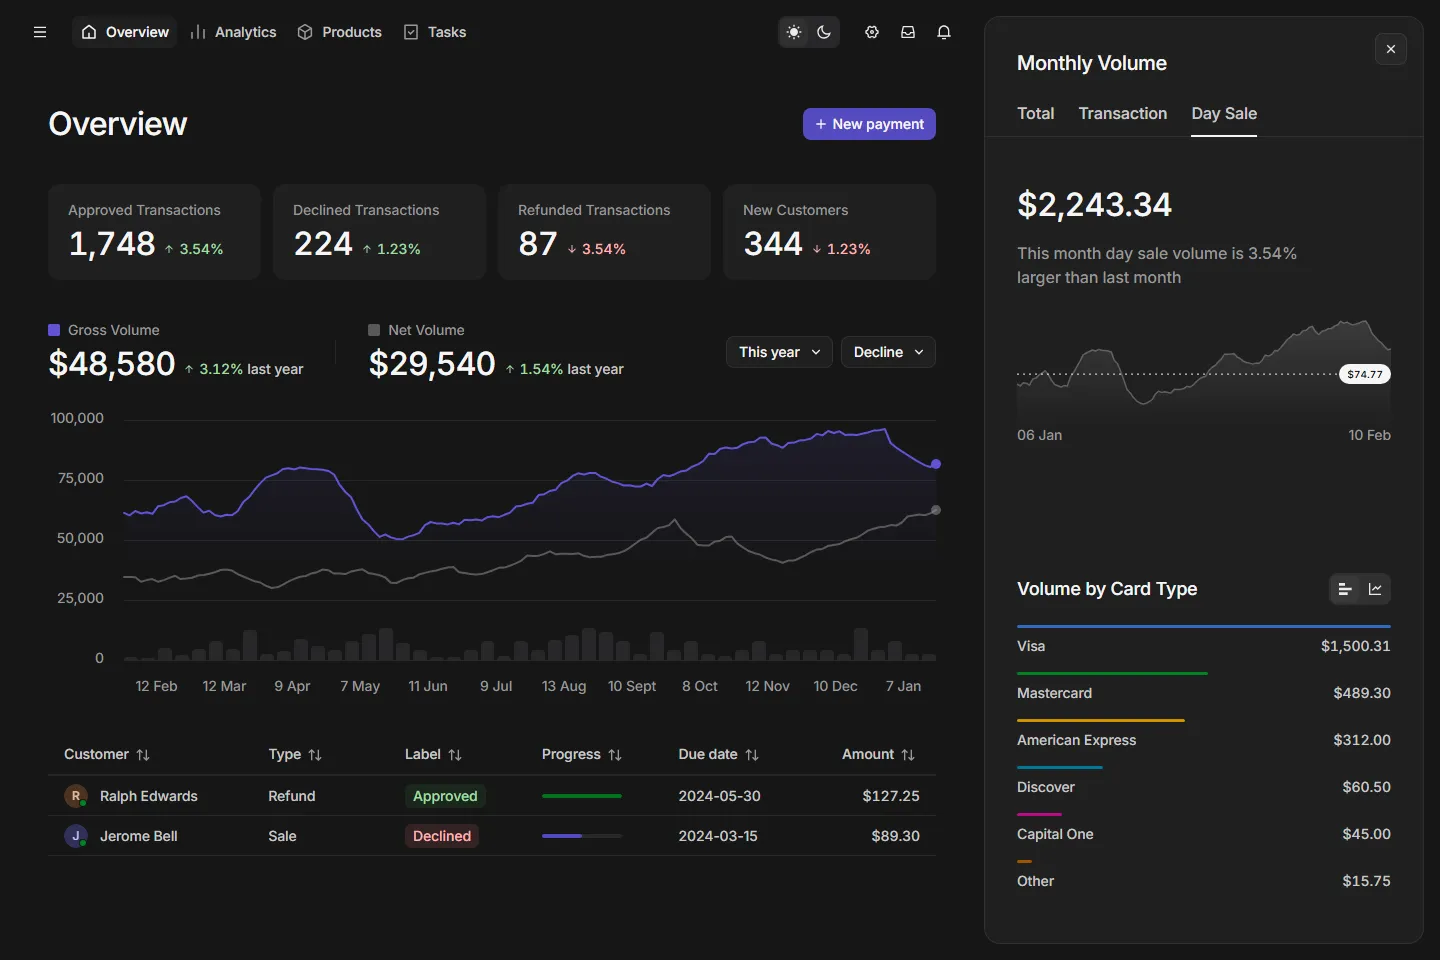 Overview
Analytics
Products
Tasks
Overview
New payment
Approved Transactions
1,748 ↑ 3.54%
Declined Transactions
224 ↑ 1.23%
Refunded Transactions
87 ↓ 3.54%
New Customers
344 ↓ 1.23%
Gross Volume
$48,580 ↑ 3.12% last year
Net Volume
$29,540 ↑ 1.54% last year
This year
Decline
100,000
75,000
50,000
25,000
0
12 Feb 12 Mar 9 Apr 7 May 11 Jun 9 Jul 13 Aug 10 Sept 8 Oct 12 Nov 10 Dec 7 Jan
Customer Type Label Progress Due date Amount
R Ralph Edwards Refund Approved 2024-05-30 $127.25
J Jerome Bell Sale Declined 2024-03-15 $89.30
Monthly Volume
Total Transaction Day Sale
$2,243.34
This month day sale volume is 3.54%
larger than last month
$74.77
06 Jan 10 Feb
Volume by Card Type
Visa $1,500.31
Mastercard $489.30
American Express $312.00
Discover $60.50
Capital One $45.00
Other $15.75